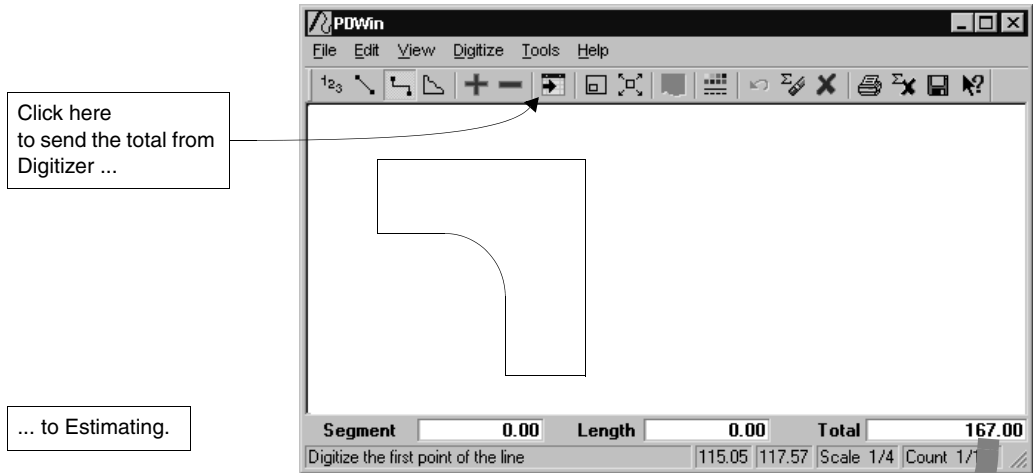 PDWin
File Edit View Digitize Tools Help
123
Click here
to send the total from
Digitizer ...
... to Estimating.
Segment 0.00 Length 0.00 Total 167.00
Digitize the first point of the line 115.05 117.57 Scale 1/4 Count